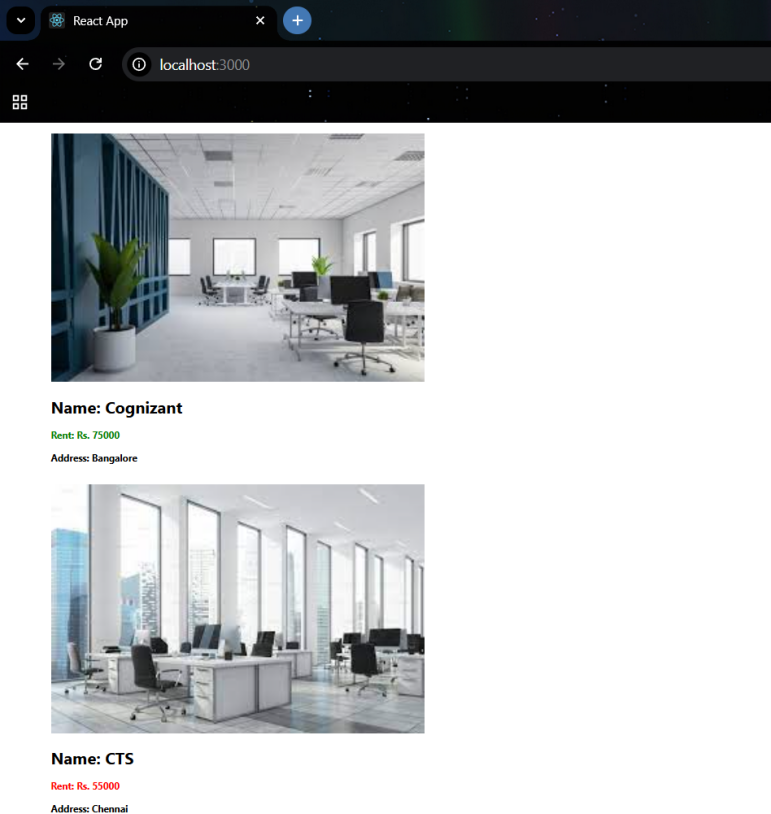 React App
localhost:3000
Name: Cognizant
Rent: Rs. 75000
Address: Bangalore
Name: CTS
Rent: Rs. 55000
Address: Chennai